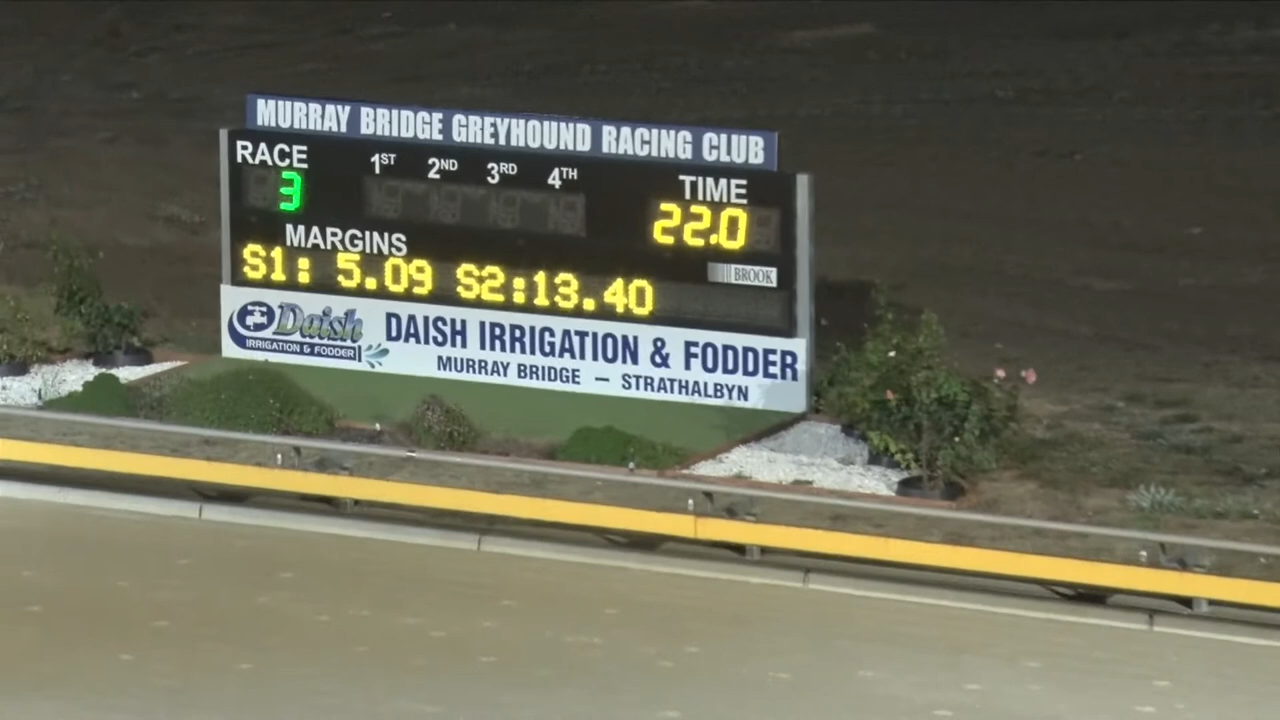 MURRAY BRIDGE GREYHOUND RACING CLUB
RACE 1ST 2ND 3RD 4TH TIME
3 22.0
MARGINS
S1: 5.09 S2:13.40
BROOK
Daish
IRRIGATION & FODDER
DAISH IRRIGATION & FODDER
MURRAY BRIDGE — STRATHALBYN